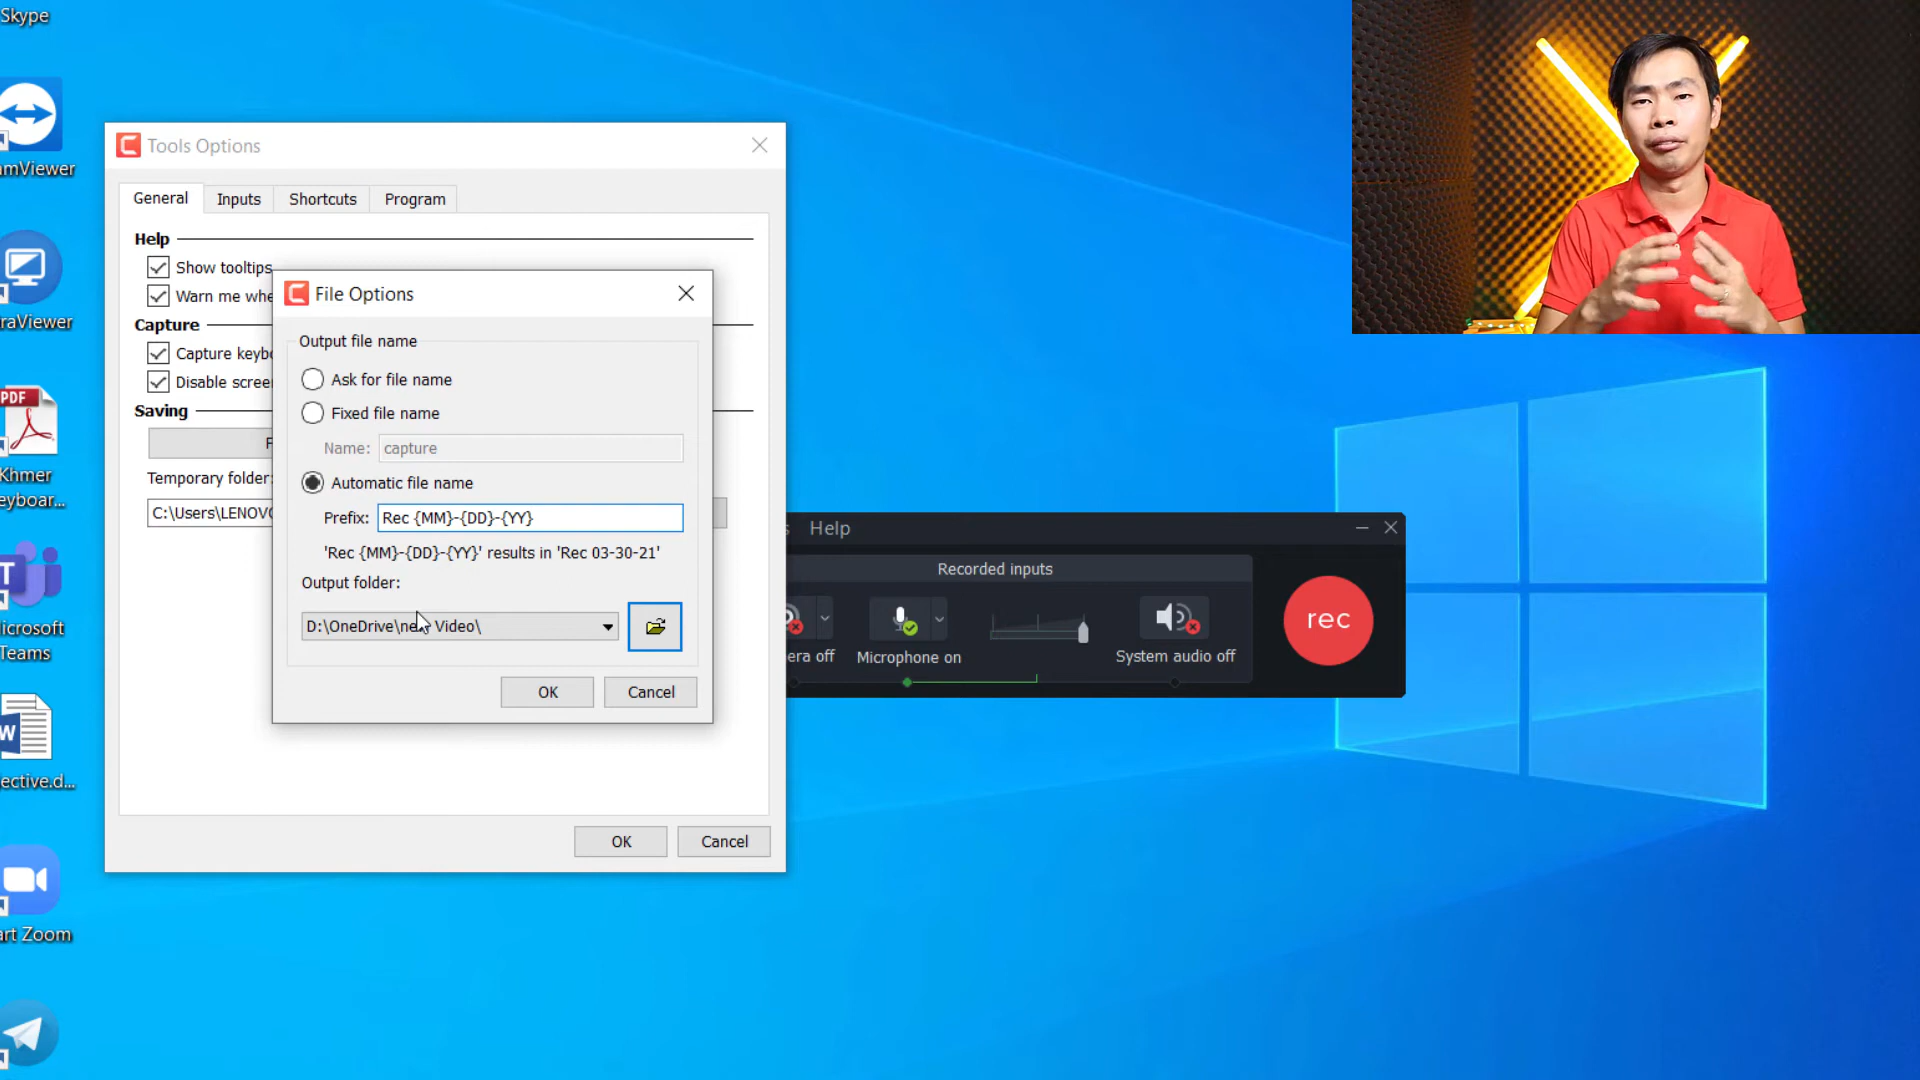 Skype
amViewer
raViewer
PDF
Khmer
eyboar...
icrosoft
Teams
W
ective.d...
art Zoom
Tools Options
General
Inputs
Shortcuts
Program
Help
Show tooltips
Warn me whe
Capture
Capture keybo
Disable scree
Saving
F
Temporary folder:
C:\Users\LENOVO
OK
Cancel
File Options
Output file name
Ask for file name
Fixed file name
Name: capture
Automatic file name
Prefix: Rec {MM}-{DD}-{YY}
'Rec {MM}-{DD}-{YY}' results in 'Rec 03-30-21'
Output folder:
D:\OneDrive\ne Video\
OK
Cancel
s Help
Recorded inputs
era off
Microphone on
System audio off
rec